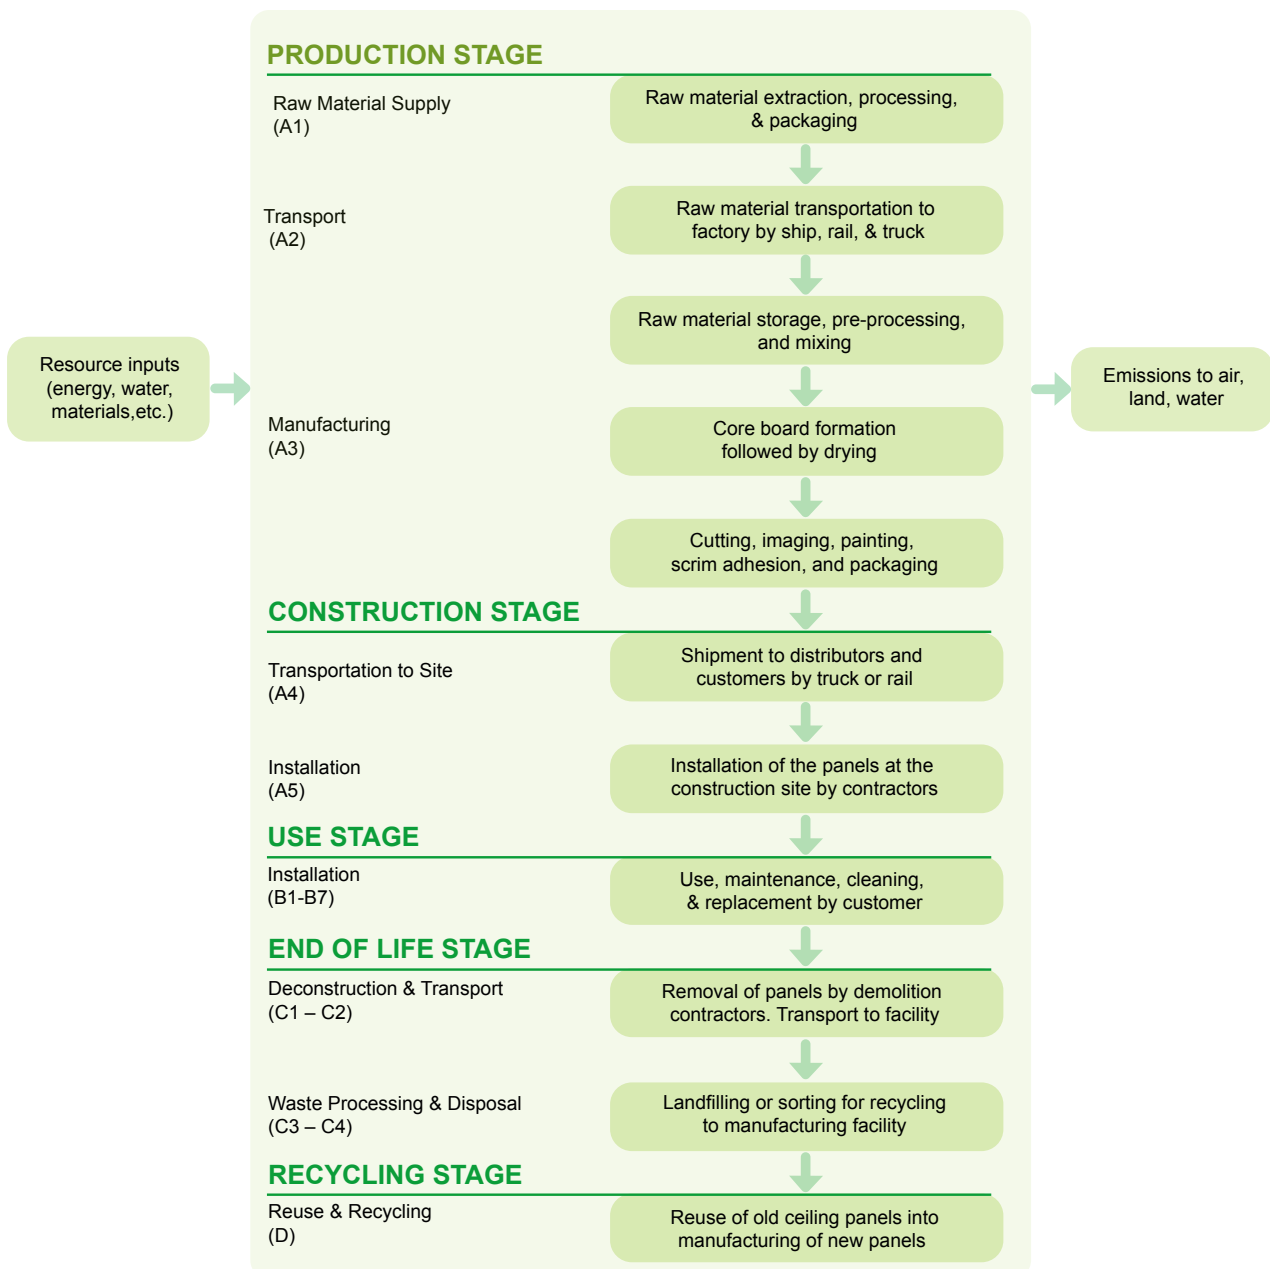 PRODUCTION STAGE
Raw Material Supply
(A1)
Raw material extraction, processing,
& packaging
Transport
(A2)
Raw material transportation to
factory by ship, rail, & truck
Raw material storage, pre-processing,
and mixing
Resource inputs
(energy, water,
materials,etc.)
Emissions to air,
land, water
Manufacturing
(A3)
Core board formation
followed by drying
Cutting, imaging, painting,
scrim adhesion, and packaging
CONSTRUCTION STAGE
Transportation to Site
(A4)
Shipment to distributors and
customers by truck or rail
Installation
(A5)
Installation of the panels at the
construction site by contractors
USE STAGE
Installation
(B1-B7)
Use, maintenance, cleaning,
& replacement by customer
END OF LIFE STAGE
Deconstruction & Transport
(C1 – C2)
Removal of panels by demolition
contractors. Transport to facility
Waste Processing & Disposal
(C3 – C4)
Landfilling or sorting for recycling
to manufacturing facility
RECYCLING STAGE
Reuse & Recycling
(D)
Reuse of old ceiling panels into
manufacturing of new panels